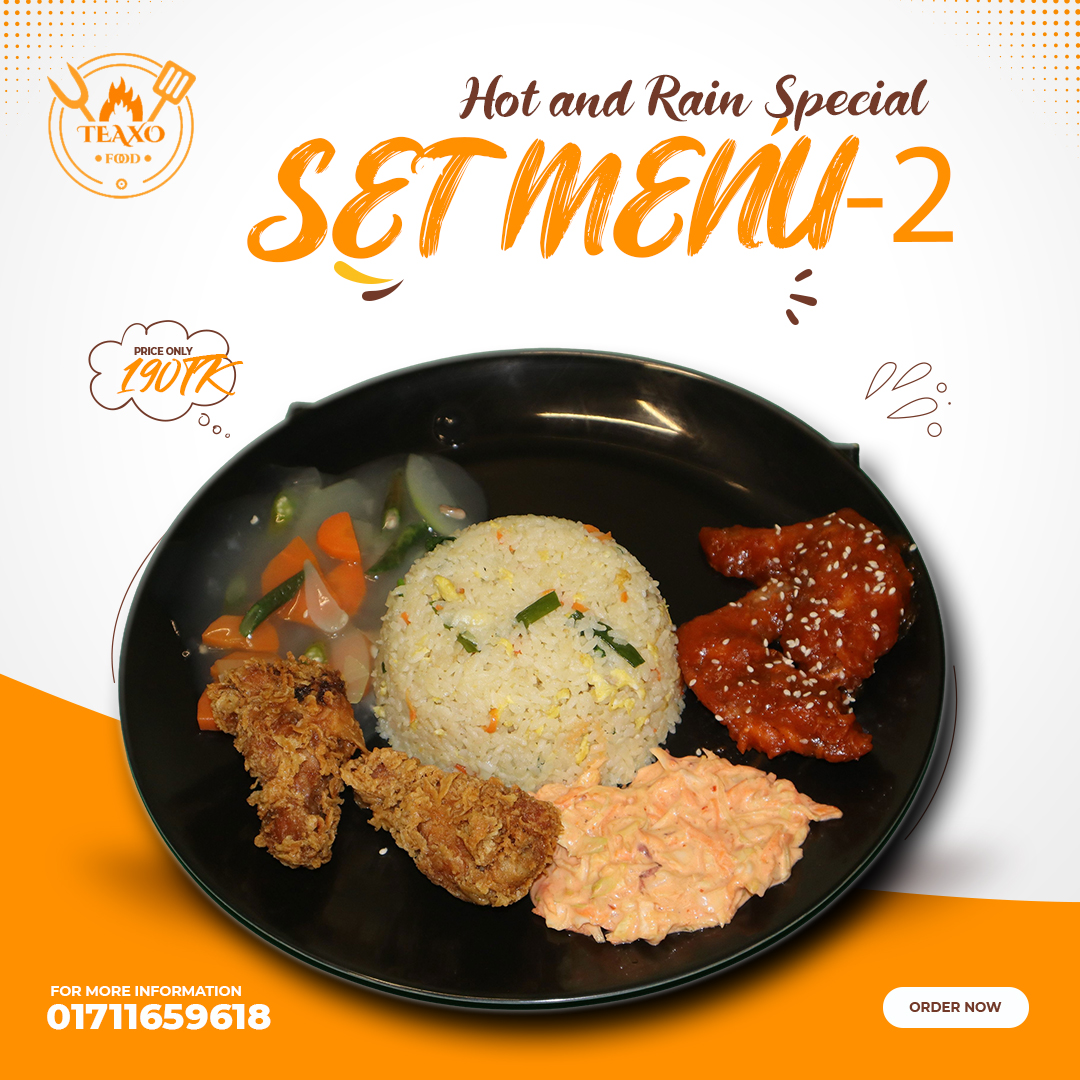 TEAXO
• FOOD •
Hot and Rain Special
SET MENU-2
PRICE ONLY
190TK
FOR MORE INFORMATION
01711659618
ORDER NOW